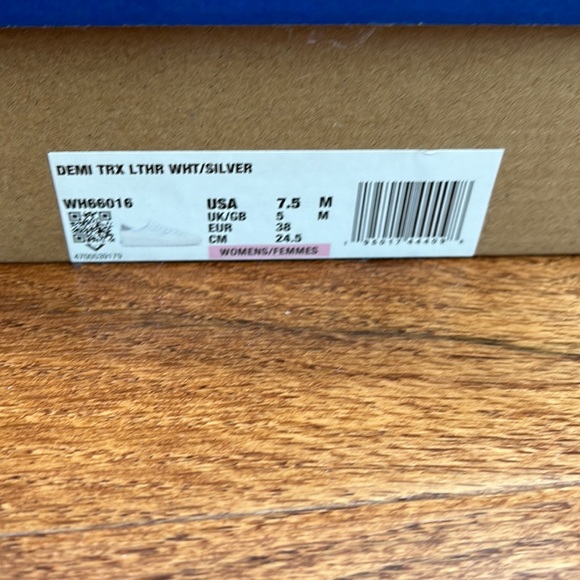 DEMI TRX LTHR WHT/SILVER
WH66016
USA 7.5 M
UK/GB 5 M
EUR 38
CM 24.5
WOMENS/FEMMES
4700539179